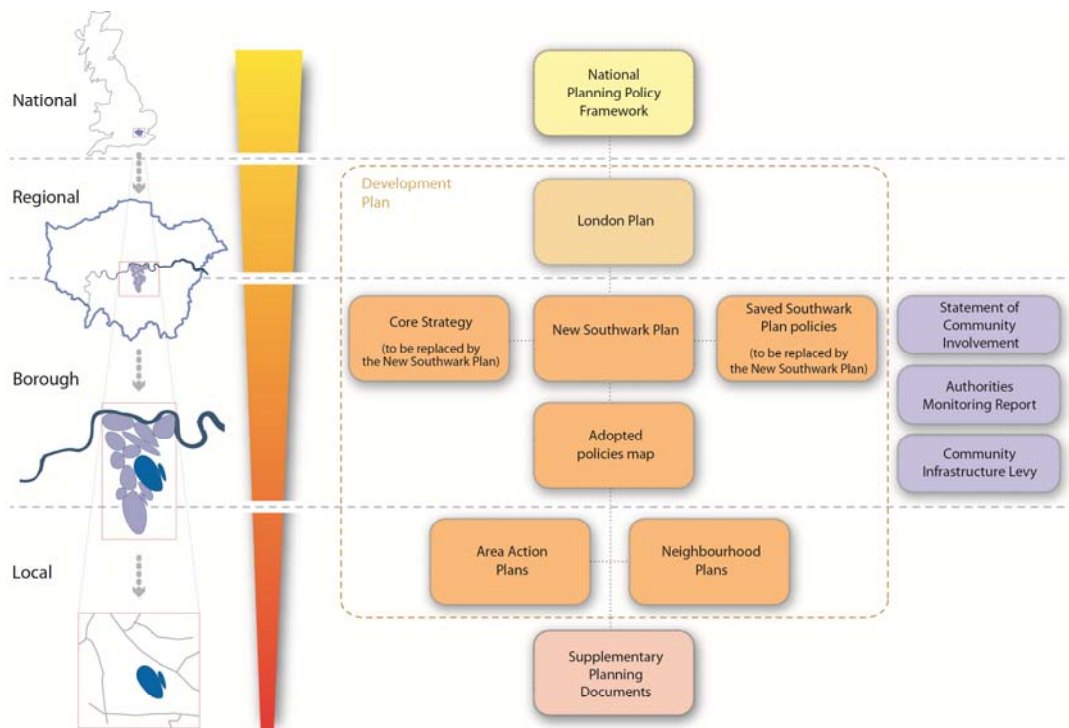 National
National
Planning Policy
Framework
Regional
Development
Plan
London Plan
Core Strategy
(to be replaced by
the New Southwark Plan)
New Southwark Plan
Saved Southwark
Plan policies
(to be replaced by
the New Southwark Plan)
Statement of
Community
Involvement
Borough
Authorities
Monitoring Report
Adopted
policies map
Community
Infrastructure Levy
Local
Area Action
Plans
Neighbourhood
Plans
Supplementary
Planning
Documents